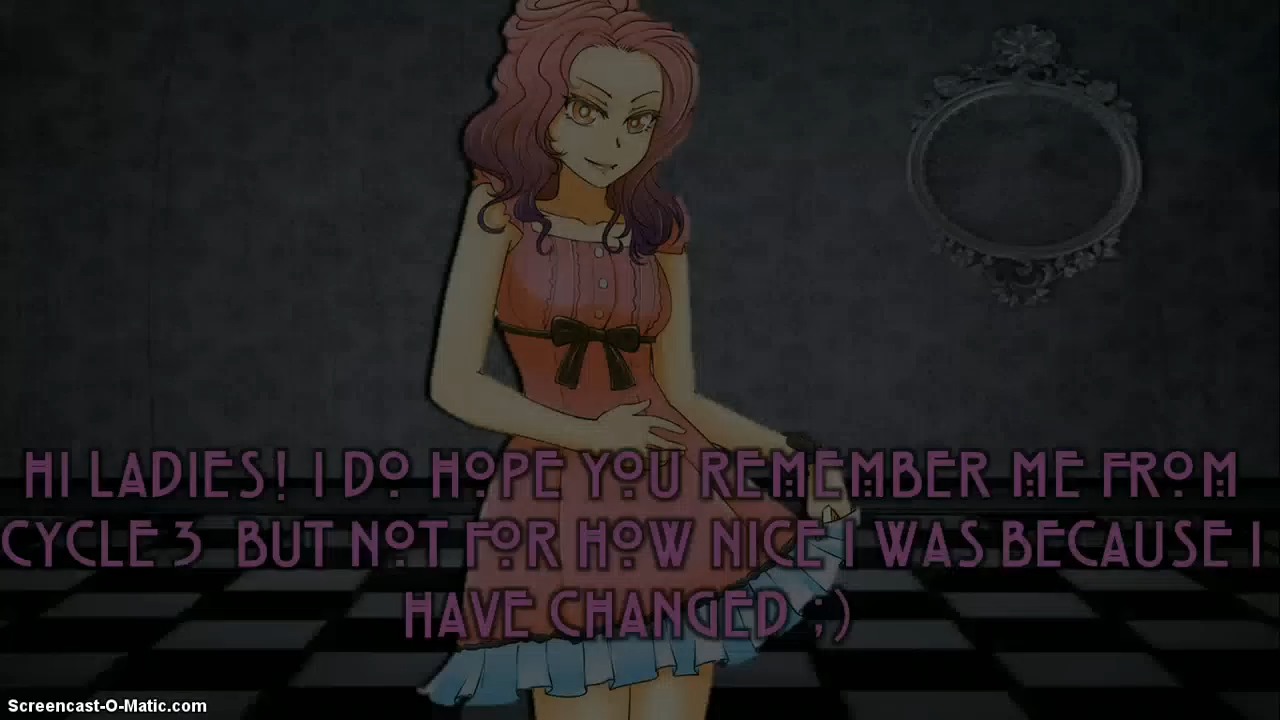 HI LADIES! I DO HOPE YOU REMEMBER ME FROM
CYCLE 3 BUT NOT FOR HOW NICE I WAS BECAUSE I
HAVE CHANGED ;)
Screencast-O-Matic.com